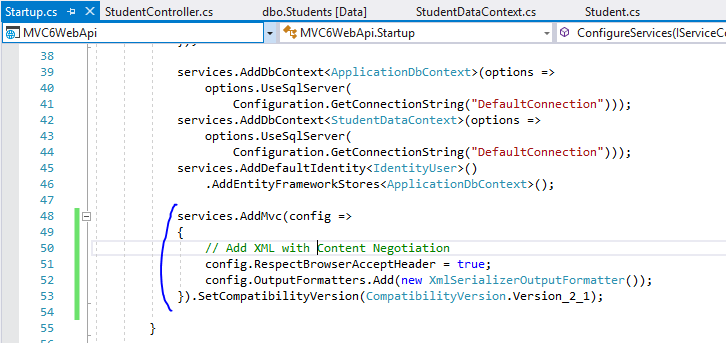 Startup.cs StudentController.cs dbo.Students [Data] StudentDataContext.cs Student.cs
MVC6WebApi MVC6WebApi.Startup ConfigureServices(IServiceCo
38 });
39 services.AddDbContext<ApplicationDbContext>(options =>
40 options.UseSqlServer(
41 Configuration.GetConnectionString("DefaultConnection")));
42 services.AddDbContext<StudentDataContext>(options =>
43 options.UseSqlServer(
44 Configuration.GetConnectionString("DefaultConnection")));
45 services.AddDefaultIdentity<IdentityUser>()
46 .AddEntityFrameworkStores<ApplicationDbContext>();
47
48 services.AddMvc(config =>
49 {
50 // Add XML with Content Negotiation
51 config.RespectBrowserAcceptHeader = true;
52 config.OutputFormatters.Add(new XmlSerializerOutputFormatter());
53 }).SetCompatibilityVersion(CompatibilityVersion.Version_2_1);
54
55 }